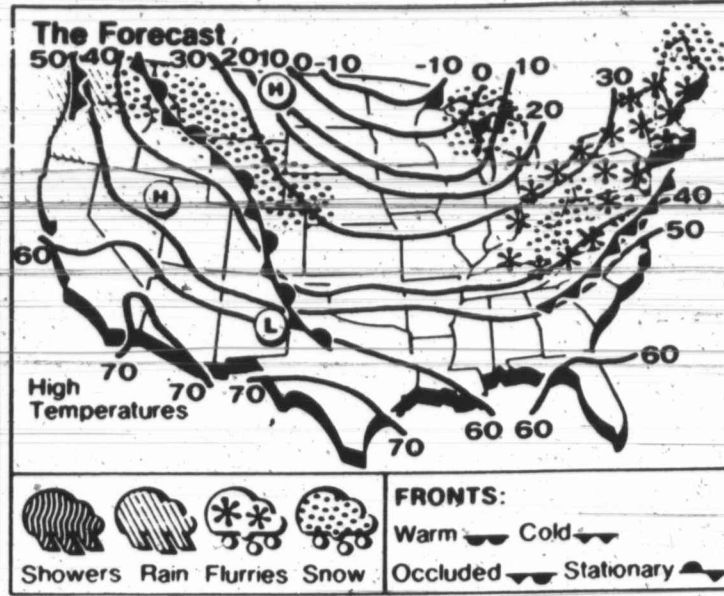 The Forecast
50 40 30 20 10 0 -10 -10 0 10
H
30
20
H
40
50
60
L
60
70
High
Temperatures
70 70
70
60 60
FRONTS:
Warm Cold
Showers Rain Flurries Snow
Occluded Stationary